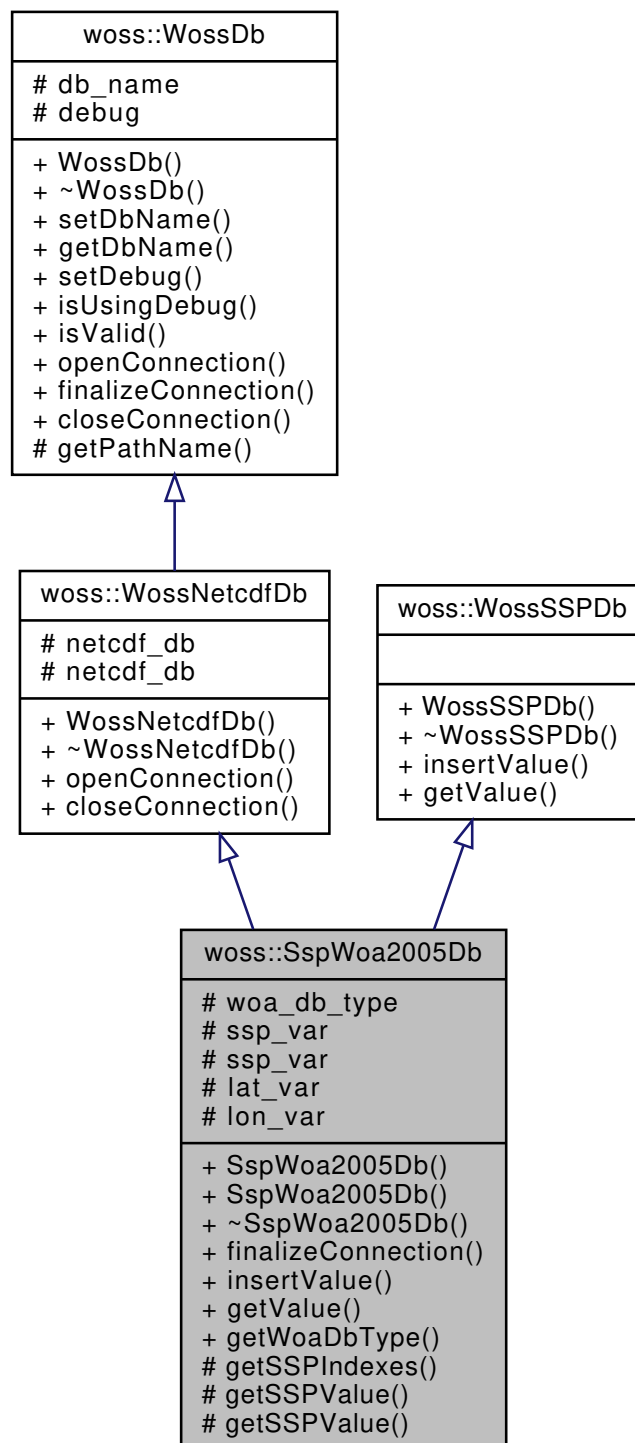 woss::WossDb
# db_name
# debug
+ WossDb()
+ ~WossDb()
+ setDbName()
+ getDbName()
+ setDebug()
+ isUsingDebug()
+ isValid()
+ openConnection()
+ finalizeConnection()
+ closeConnection()
# getPathName()
woss::WossNetcdfDb
# netcdf_db
# netcdf_db
+ WossNetcdfDb()
+ ~WossNetcdfDb()
+ openConnection()
+ closeConnection()
woss::WossSSPDb
+ WossSSPDb()
+ ~WossSSPDb()
+ insertValue()
+ getValue()
woss::SspWoa2005Db
# woa_db_type
# ssp_var
# ssp_var
# lat_var
# lon_var
+ SspWoa2005Db()
+ SspWoa2005Db()
+ ~SspWoa2005Db()
+ finalizeConnection()
+ insertValue()
+ getValue()
+ getWoaDbType()
# getSSPIndexes()
# getSSPValue()
# getSSPValue()